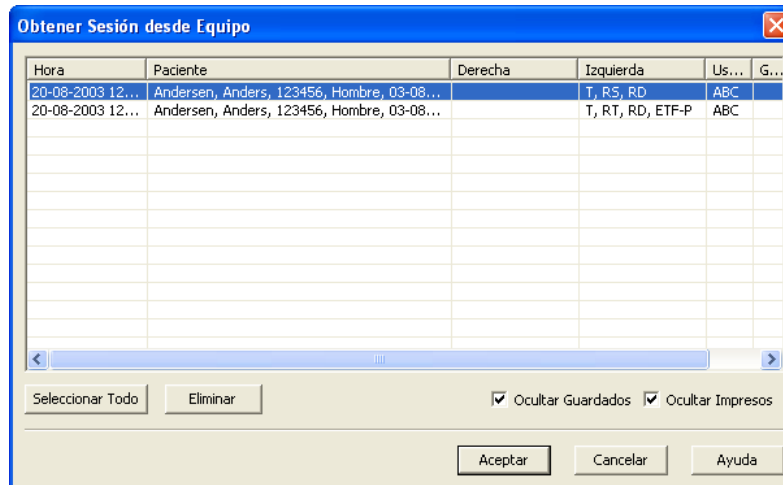 Obtener Sesión desde Equipo
Hora Paciente Derecha Izquierda Us... G...
20-08-2003 12... Andersen, Anders, 123456, Hombre, 03-08... T, RS, RD ABC
20-08-2003 12... Andersen, Anders, 123456, Hombre, 03-08... T, RT, RD, ETF-P ABC
Seleccionar Todo Eliminar Ocultar Guardados Ocultar Impresos
Aceptar Cancelar Ayuda